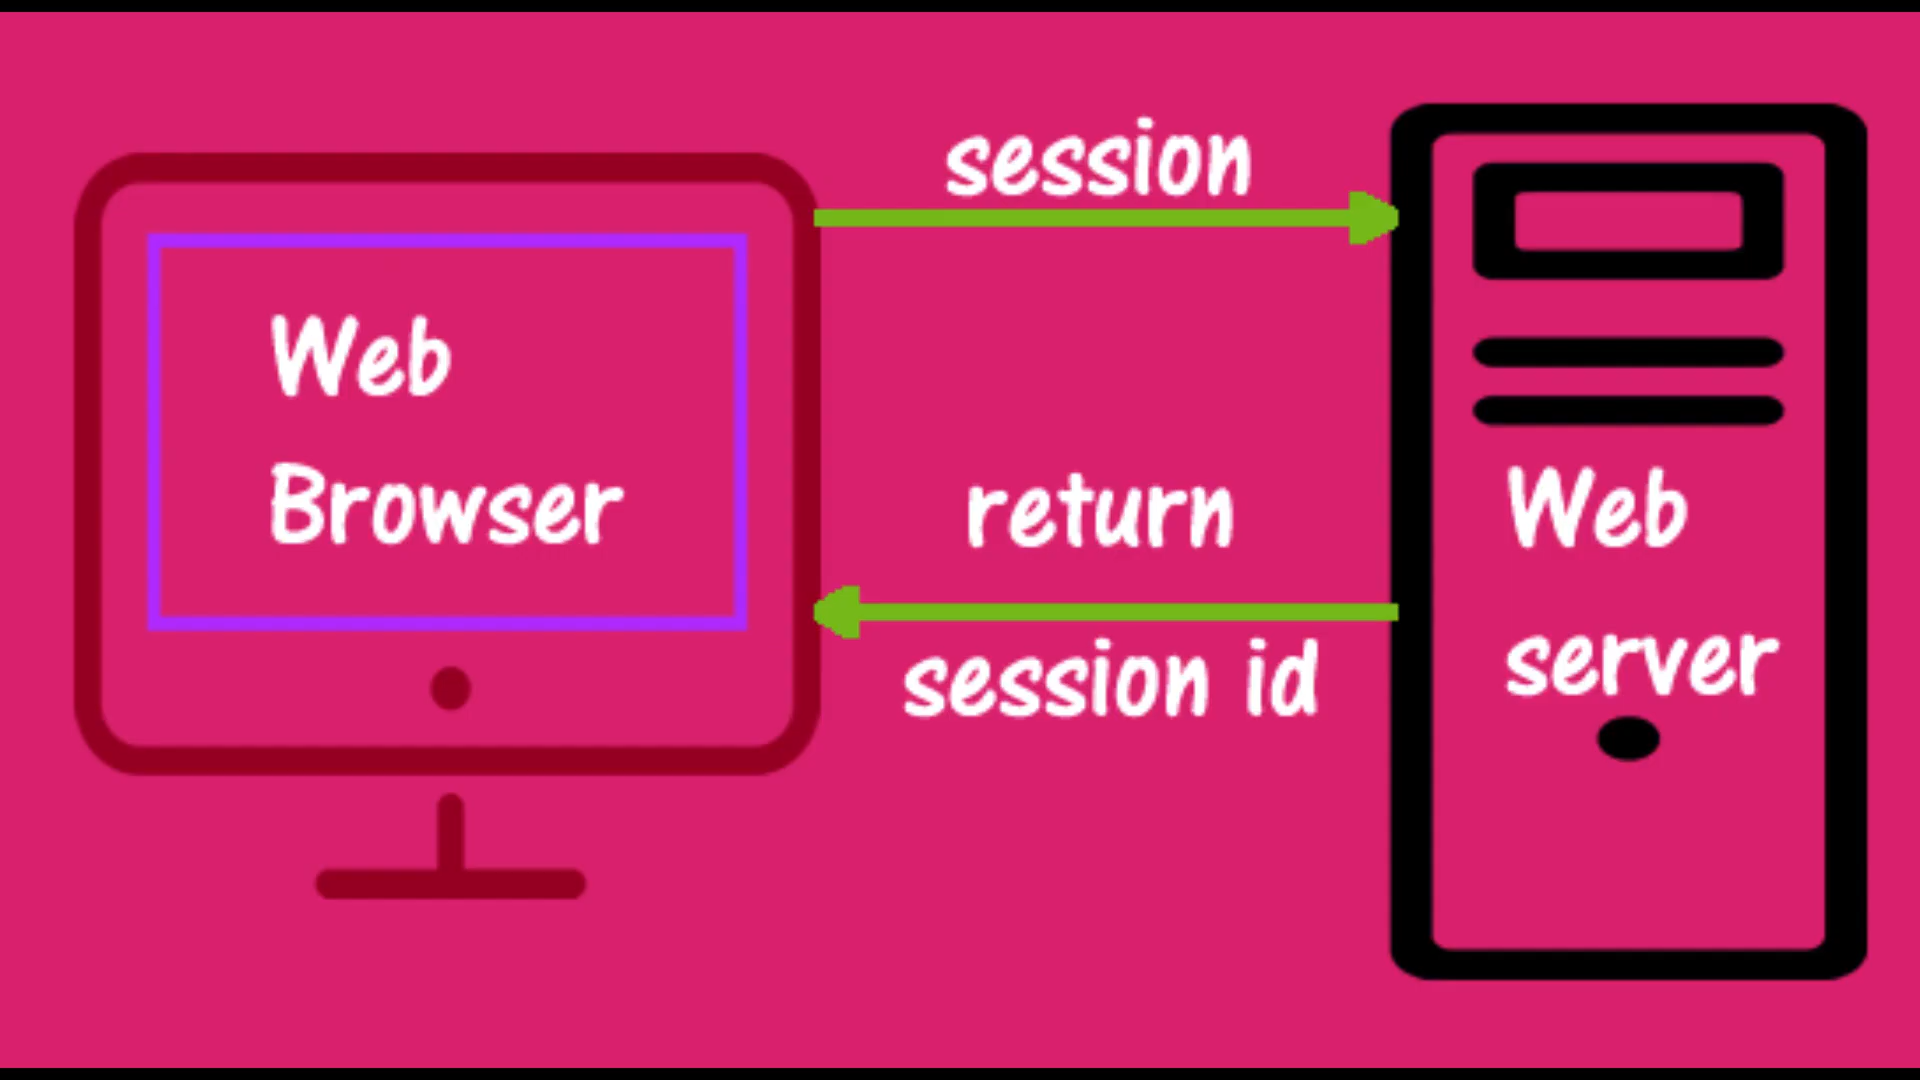 session
Web
Browser
return
session id
Web
server